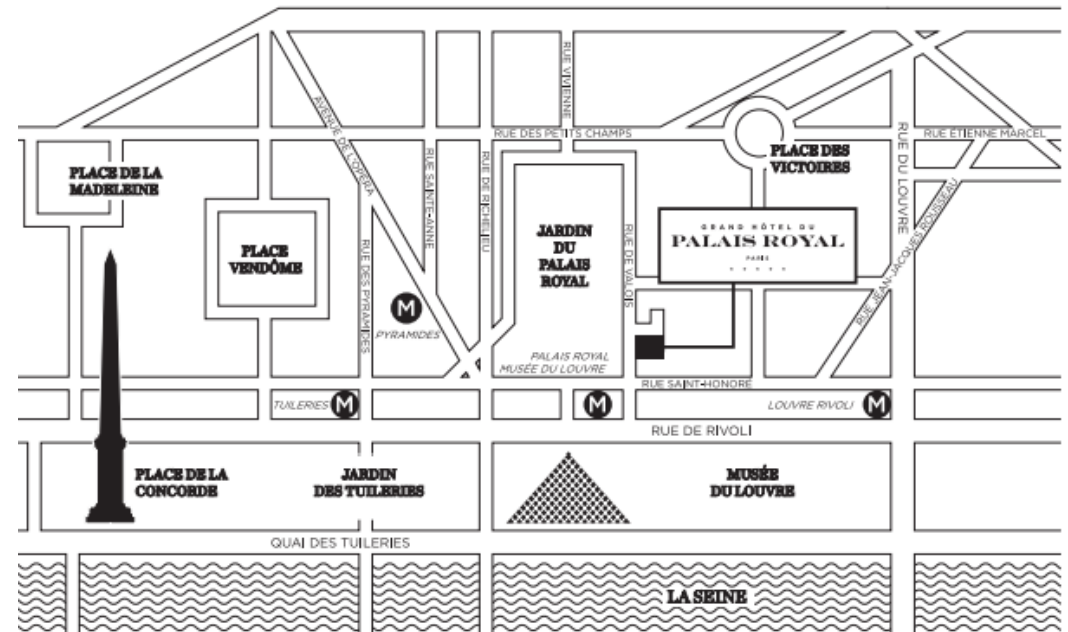 RUE VIVIENNE
AVENUE DE L'OPÉRA
RUE DES PETITS CHAMPS
RUE DU LOUVRE
RUE ÉTIENNE MARCEL
PLACE DE LA
MADELEINE
RUE SAINTE-ANNE
RUE DE RICHELIEU
PLACE DES
VICTOIRES
RUE JEAN-JACQUES ROUSSEAU
PLACE
VENDÔME
JARDIN
DU
PALAIS
ROYAL
RUE DE VALOIS
GRAND HÔTEL DU
PALAIS ROYAL
PARIS
RUE DES PYRAMIDES
M
PYRAMIDES
PALAIS ROYAL
MUSÉE DU LOUVRE
RUE SAINT-HONORÉ
TUILERIES M
M
LOUVRE RIVOLI M
RUE DE RIVOLI
PLACE DE LA
CONCORDE
JARDIN
DES TUILERIES
MUSÉE
DU LOUVRE
QUAI DES TUILERIES
LA SEINE